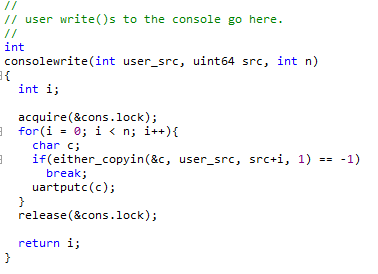 //
// user write()s to the console go here.
//
int
consolewrite(int user_src, uint64 src, int n)
{
  int i;

  acquire(&cons.lock);
  for(i = 0; i < n; i++){
    char c;
    if(either_copyin(&c, user_src, src+i, 1) == -1)
      break;
    uartputc(c);
  }
  release(&cons.lock);

  return i;
}